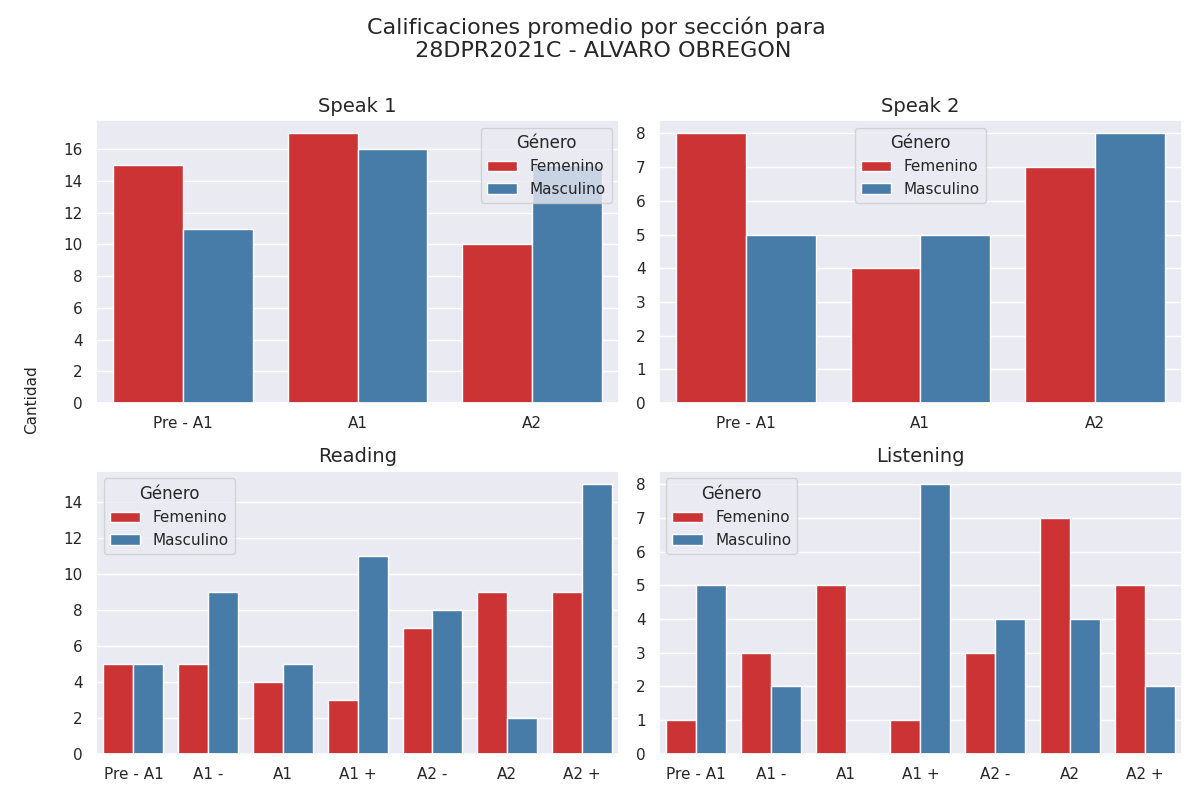 Calificaciones promedio por sección para
28DPR2021C - ALVARO OBREGON
Cantidad
Speak 1
16
14
12
10
8
6
4
2
0
Pre - A1 A1 A2
Género
Femenino
Masculino
Speak 2
8
7
6
5
4
3
2
1
0
Pre - A1 A1 A2
Género
Femenino
Masculino
Reading
14
12
10
8
6
4
2
0
Pre - A1 A1 - A1 A1 + A2 - A2 A2 +
Género
Femenino
Masculino
Listening
8
7
6
5
4
3
2
1
0
Pre - A1 A1 - A1 A1 + A2 - A2 A2 +
Género
Femenino
Masculino